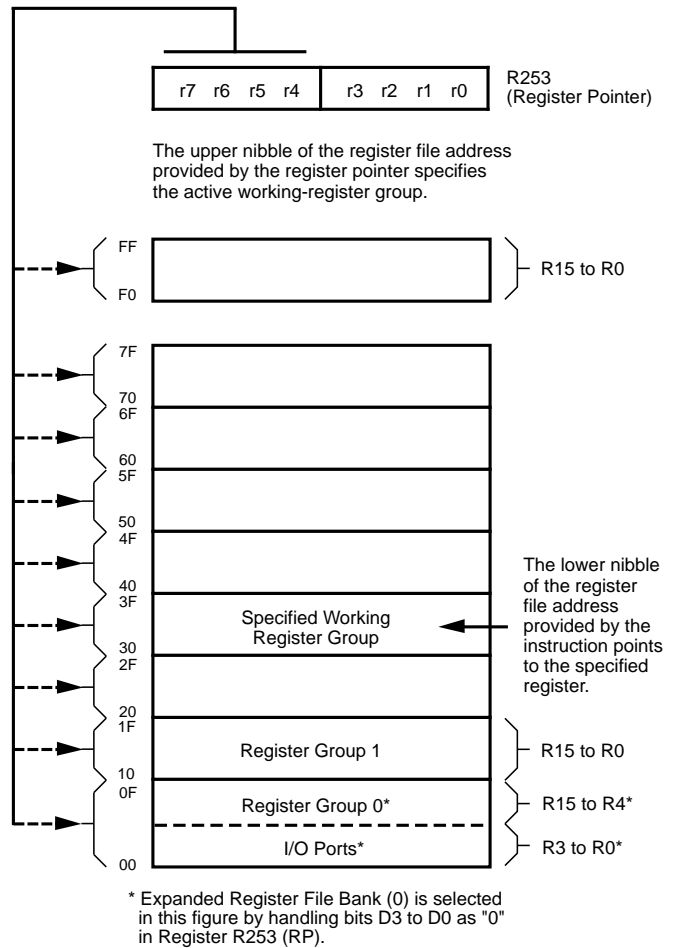 r7 r6 r5 r4 r3 r2 r1 r0
R253
(Register Pointer)
The upper nibble of the register file address
provided by the register pointer specifies
the active working-register group.
FF
F0
R15 to R0
7F
70
6F
60
5F
50
4F
40
3F
Specified Working
Register Group
30
2F
The lower nibble
of the register
file address
provided by the
instruction points
to the specified
register.
20
1F
Register Group 1
R15 to R0
10
0F
Register Group 0*
R15 to R4*
I/O Ports*
R3 to R0*
00
* Expanded Register File Bank (0) is selected
in this figure by handling bits D3 to D0 as "0"
in Register R253 (RP).